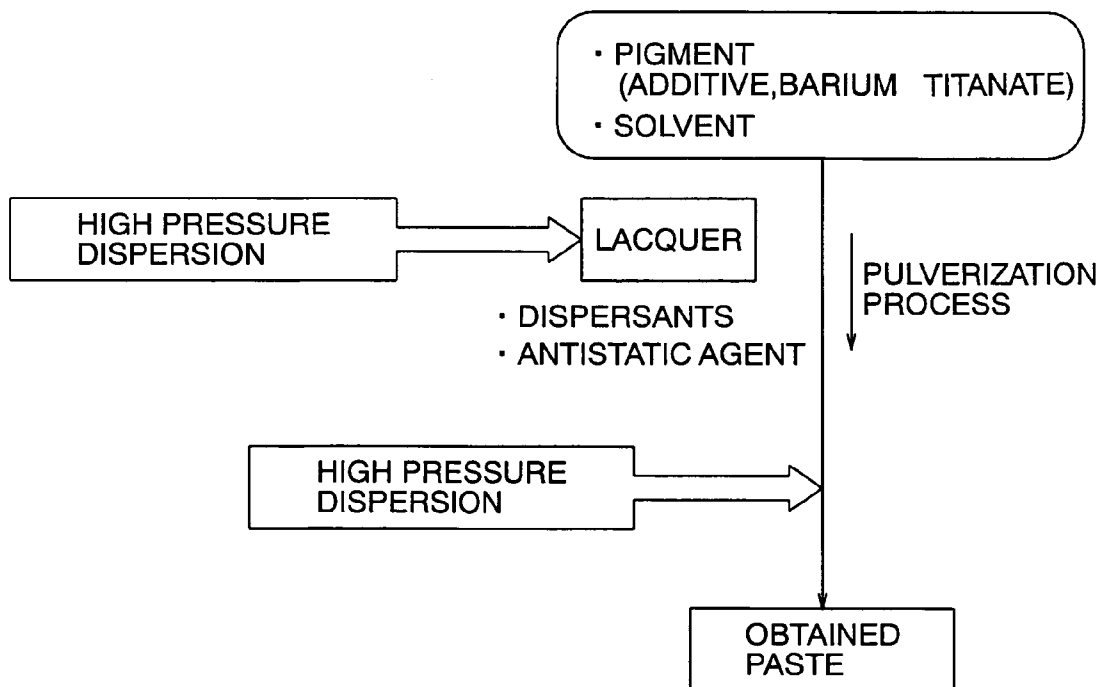 · PIGMENT
(ADDITIVE,BARIUM TITANATE)
· SOLVENT
HIGH PRESSURE
DISPERSION
LACQUER
PULVERIZATION
PROCESS
· DISPERSANTS
· ANTISTATIC AGENT
HIGH PRESSURE
DISPERSION
OBTAINED
PASTE